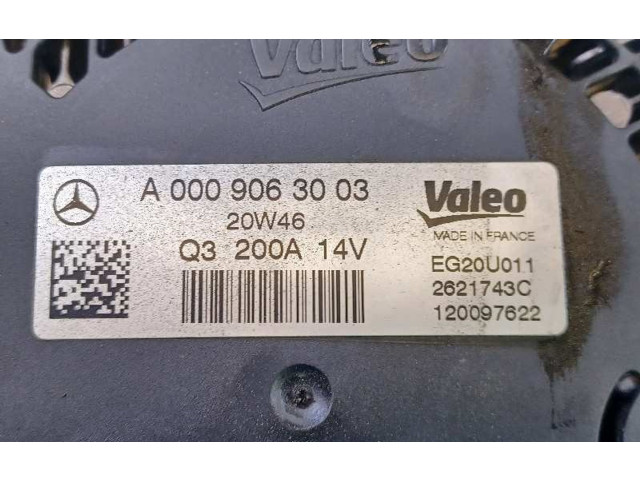 Valeo
A 000 906 30 03
20W46
Q3 200A 14V
Valeo
MADE IN FRANCE
EG20U011
2621743C
120097622